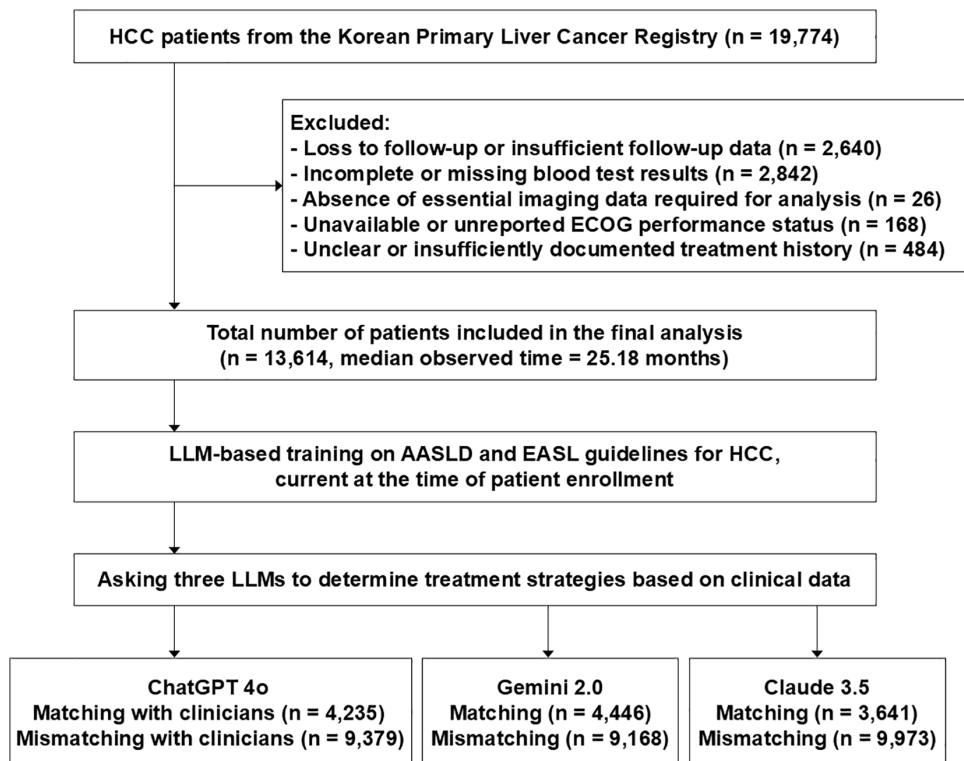 HCC patients from the Korean Primary Liver Cancer Registry (n = 19,774)
Excluded:
- Loss to follow-up or insufficient follow-up data (n = 2,640)
- Incomplete or missing blood test results (n = 2,842)
- Absence of essential imaging data required for analysis (n = 26)
- Unavailable or unreported ECOG performance status (n = 168)
- Unclear or insufficiently documented treatment history (n = 484)
Total number of patients included in the final analysis
(n = 13,614, median observed time = 25.18 months)
LLM-based training on AASLD and EASL guidelines for HCC,
current at the time of patient enrollment
Asking three LLMs to determine treatment strategies based on clinical data
ChatGPT 4o
Matching with clinicians (n = 4,235)
Mismatching with clinicians (n = 9,379)
Gemini 2.0
Matching (n = 4,446)
Mismatching (n = 9,168)
Claude 3.5
Matching (n = 3,641)
Mismatching (n = 9,973)